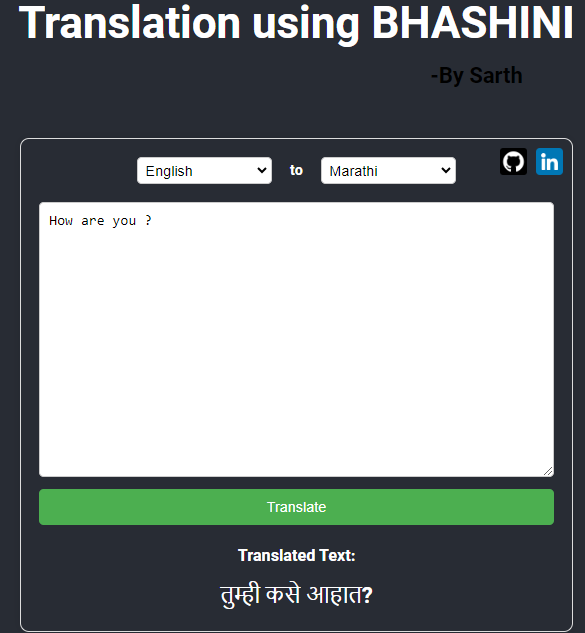 Translation using BHASHINI
-By Sarth
English to Marathi
in
How are you ?
Translate
Translated Text:
तुम्ही कसे आहात?